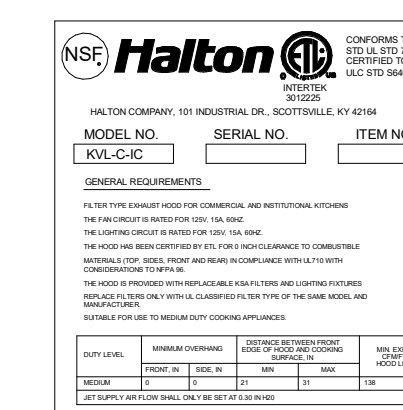 NSF® Halton ETL LISTED
CONFORMS
STD UL STD
CERTIFIED
ULC STD
INTERTEK
3012225
HALTON COMPANY, 101 INDUSTRIAL DR., SCOTTSVILLE, KY 42164
MODEL NO. SERIAL NO. ITEM
KVL-C-IC
GENERAL REQUIREMENTS
FILTER TYPE EXHAUST HOOD FOR COMMERCIAL AND INSTITUTIONAL KITCHENS
THE FAN CIRCUIT IS RATED FOR 125V, 15A, 60HZ.
THE LIGHTING CIRCUIT IS RATED FOR 125V, 15A, 60HZ.
THE HOOD HAS BEEN CERTIFIED BY ETL FOR 0 INCH CLEARANCE TO COMBUSTIBLE
MATERIALS (TOP, SIDES, FRONT AND REAR) IN COMPLIANCE WITH UL710 WITH
CONSIDERATIONS TO NFPA 96.
THE HOOD IS PROVIDED WITH REPLACEABLE KSA FILTERS AND LIGHTING FIXTURES
REPLACE FILTERS ONLY WITH UL CLASSIFIED FILTER TYPE OF THE SAME MODEL AND
MANUFACTURER.
SUITABLE FOR USE TO MEDIUM DUTY COOKING APPLIANCES.
DUTY LEVEL MINIMUM OVERHANG DISTANCE BETWEEN FRONT
EDGE OF HOOD AND COOKING
SURFACE, IN
MIN.
CFM/
HOOD
FRONT, IN SIDE, IN MIN MAX
MEDIUM 0 0 21 31 138
JET SUPPLY AIR FLOW SHALL ONLY BE SET AT 0.30 IN H20